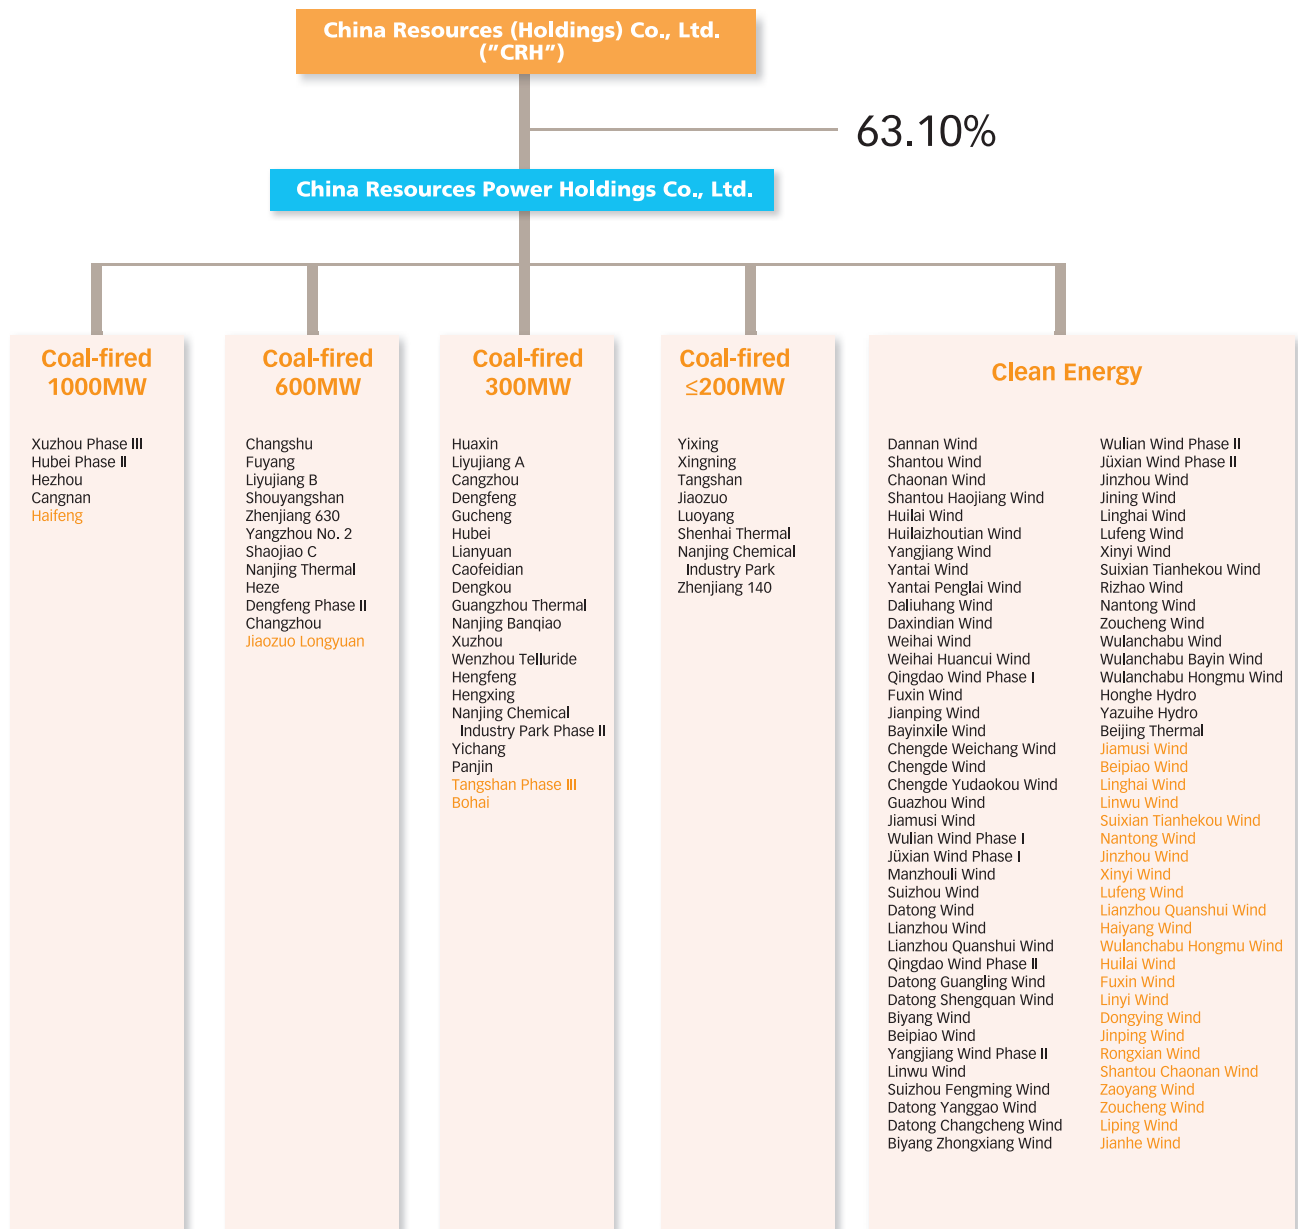 China Resources (Holdings) Co., Ltd.
("CRH")
63.10%
China Resources Power Holdings Co., Ltd.
Coal-fired
1000MW
Xuzhou Phase III
Hubei Phase II
Hezhou
Cangnan
Haifeng
Coal-fired
600MW
Changshu
Fuyang
Liyujiang B
Shouyangshan
Zhenjiang 630
Yangzhou No. 2
Shaojiao C
Nanjing Thermal
Heze
Dengfeng Phase II
Changzhou
Jiaozuo Longyuan
Coal-fired
300MW
Huaxin
Liyujiang A
Cangzhou
Dengfeng
Gucheng
Hubei
Lianyuan
Caofeidian
Dengkou
Guangzhou Thermal
Nanjing Banqiao
Xuzhou
Wenzhou Telluride
Hengfeng
Hengxing
Nanjing Chemical
Industry Park Phase II
Yichang
Panjin
Tangshan Phase III
Bohai
Coal-fired
≤200MW
Yixing
Xingning
Tangshan
Jiaozuo
Luoyang
Shenhai Thermal
Nanjing Chemical
Industry Park
Zhenjiang 140
Clean Energy
Dannan Wind
Shantou Wind
Chaonan Wind
Shantou Haojiang Wind
Huilai Wind
Huilaizhoutian Wind
Yangjiang Wind
Yantai Wind
Yantai Penglai Wind
Daliuhang Wind
Daxindian Wind
Weihai Wind
Weihai Huancui Wind
Qingdao Wind Phase I
Fuxin Wind
Jianping Wind
Bayinxile Wind
Chengde Weichang Wind
Chengde Wind
Chengde Yudaokou Wind
Guazhou Wind
Jiamusi Wind
Wulian Wind Phase I
Jüxian Wind Phase I
Manzhouli Wind
Suizhou Wind
Datong Wind
Lianzhou Wind
Lianzhou Quanshui Wind
Qingdao Wind Phase II
Datong Guangling Wind
Datong Shengquan Wind
Biyang Wind
Beipiao Wind
Yangjiang Wind Phase II
Linwu Wind
Suizhou Fengming Wind
Datong Yanggao Wind
Datong Changcheng Wind
Biyang Zhongxiang Wind
Wulian Wind Phase II
Jüxian Wind Phase II
Jinzhou Wind
Jining Wind
Linghai Wind
Lufeng Wind
Xinyi Wind
Suixian Tianhekou Wind
Rizhao Wind
Nantong Wind
Zoucheng Wind
Wulanchabu Wind
Wulanchabu Bayin Wind
Wulanchabu Hongmu Wind
Honghe Hydro
Yazuihe Hydro
Beijing Thermal
Jiamusi Wind
Beipiao Wind
Linghai Wind
Linwu Wind
Suixian Tianhekou Wind
Nantong Wind
Jinzhou Wind
Xinyi Wind
Lufeng Wind
Lianzhou Quanshui Wind
Haiyang Wind
Wulanchabu Hongmu Wind
Huilai Wind
Fuxin Wind
Linyi Wind
Dongying Wind
Jinping Wind
Rongxian Wind
Shantou Chaonan Wind
Zaoyang Wind
Zoucheng Wind
Liping Wind
Jianhe Wind